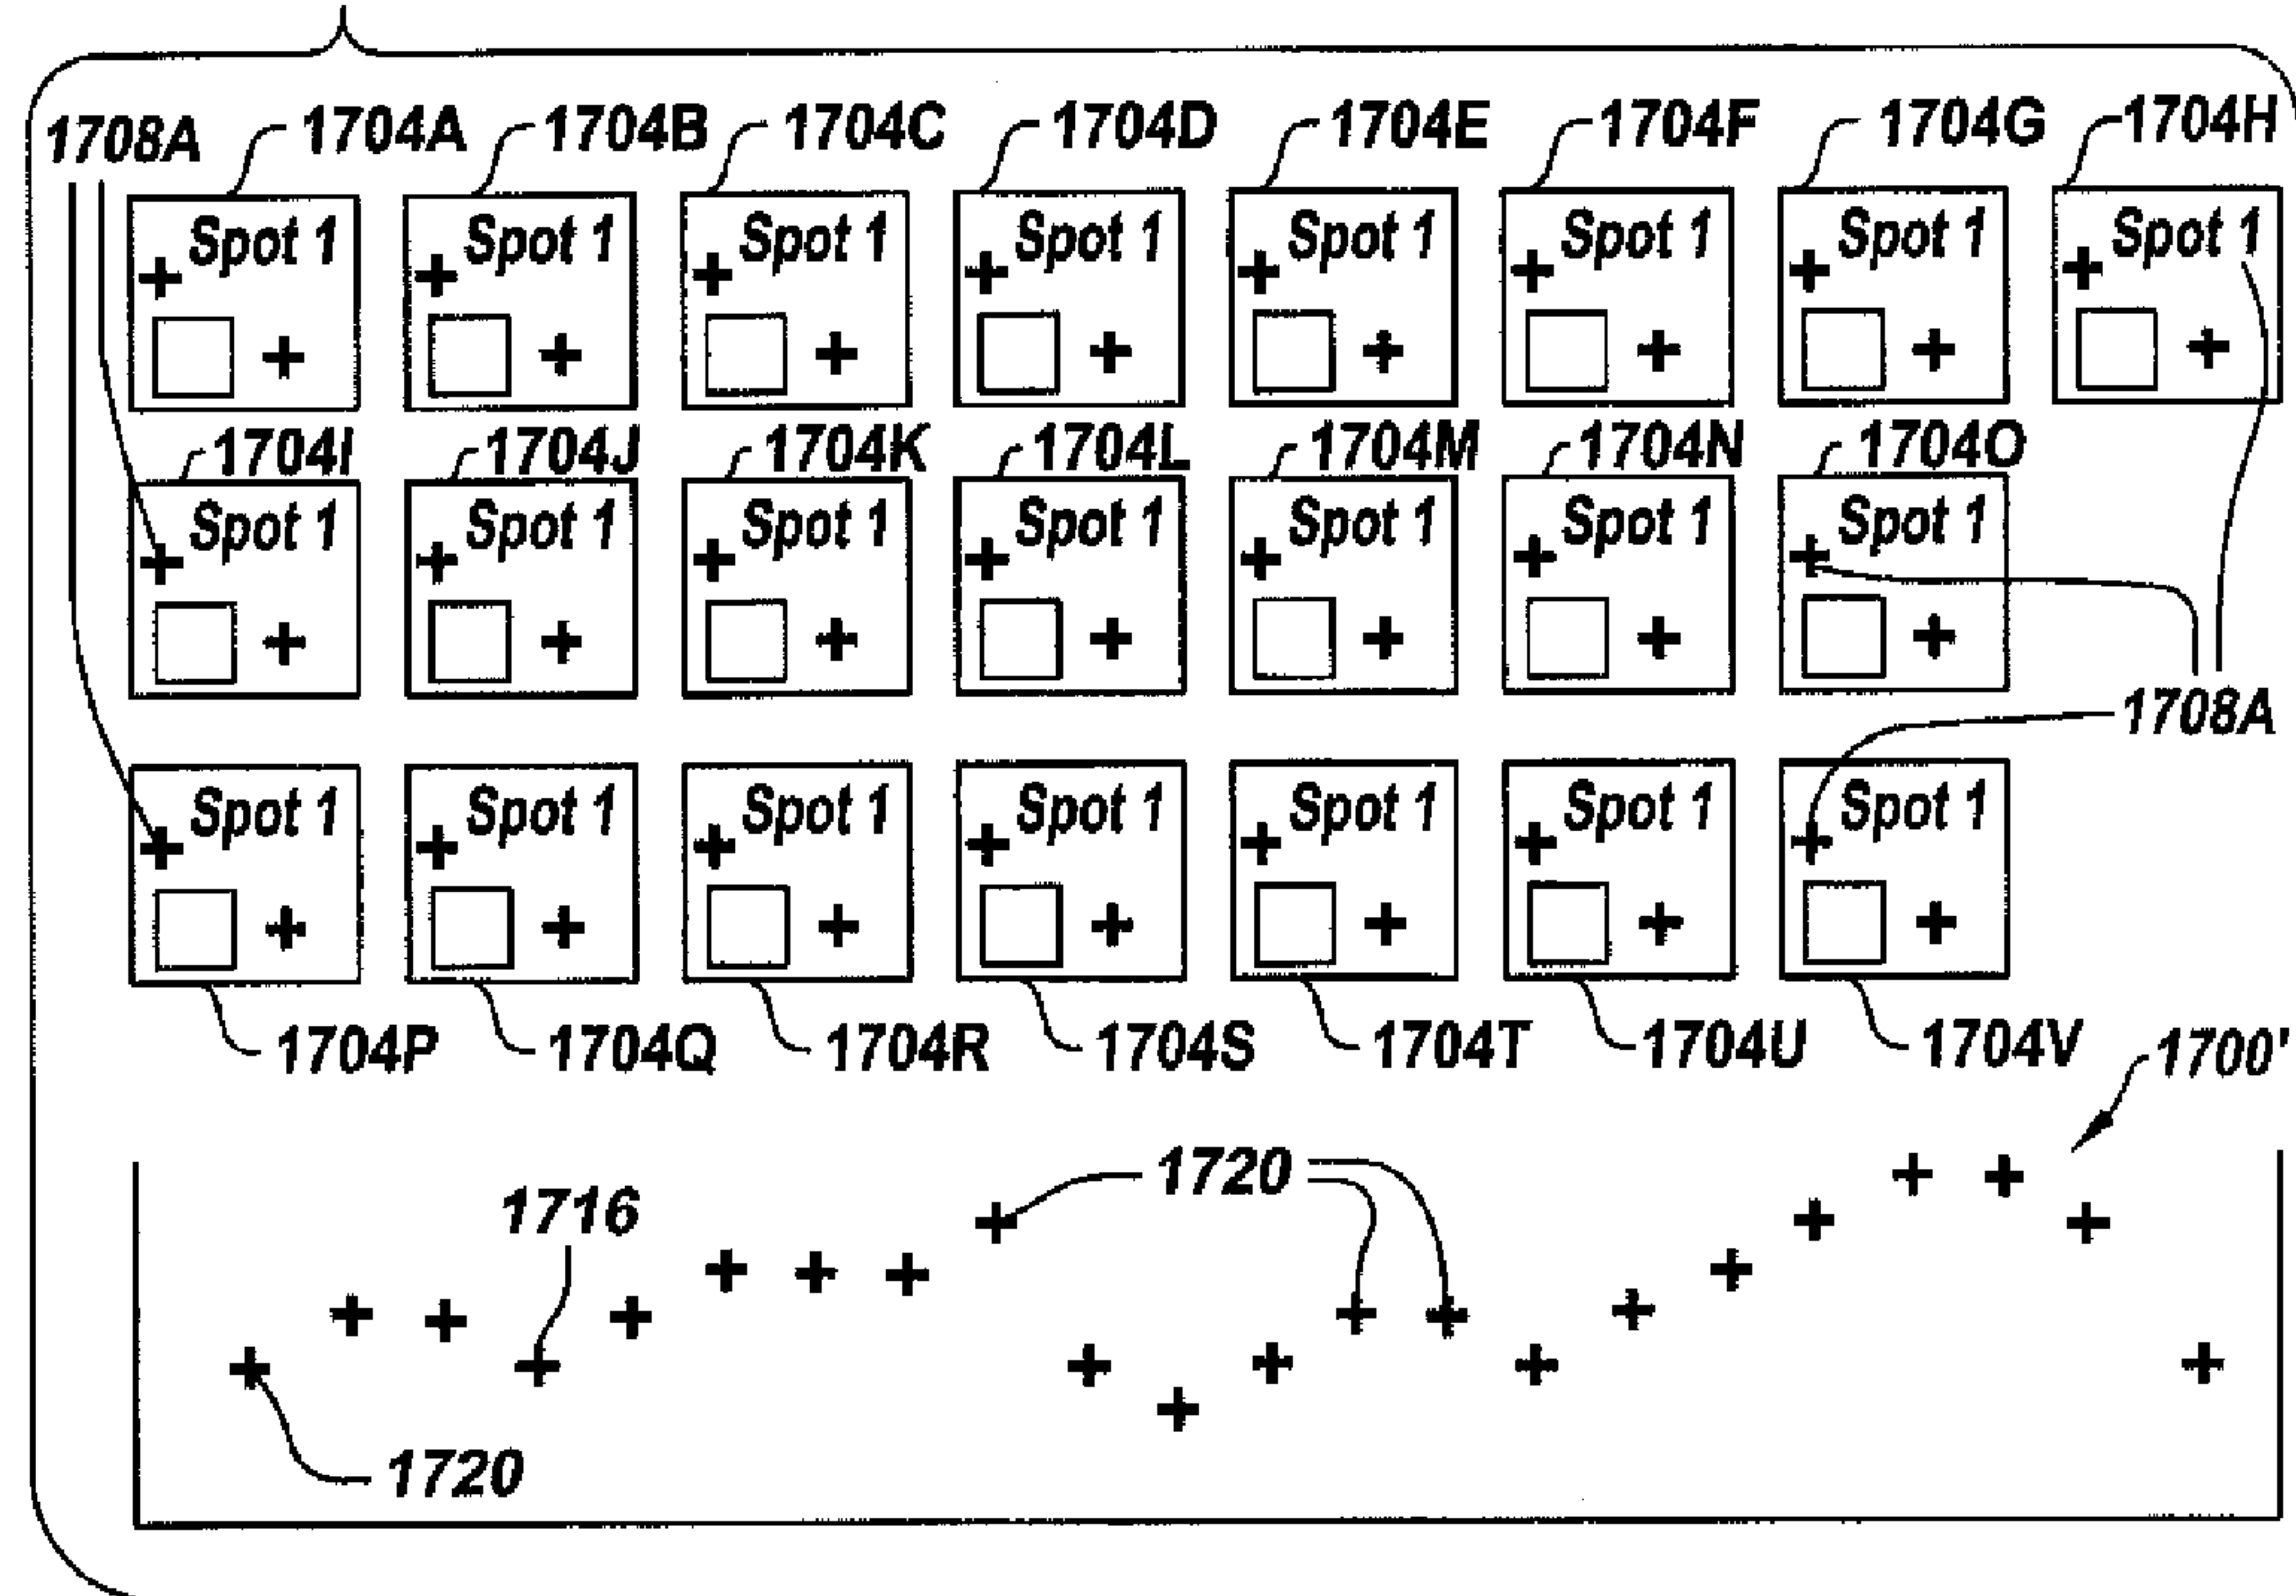 1708A 1704A 1704B 1704C 1704D 1704E 1704F 1704G 1704H
Spot 1 Spot 1 Spot 1 Spot 1 Spot 1 Spot 1 Spot 1 Spot 1
1704I 1704J 1704K 1704L 1704M 1704N 1704O
Spot 1 Spot 1 Spot 1 Spot 1 Spot 1 Spot 1 Spot 1
1708A
Spot 1 Spot 1 Spot 1 Spot 1 Spot 1 Spot 1 Spot 1
1704P 1704Q 1704R 1704S 1704T 1704U 1704V 1700'
1720
1716
1720